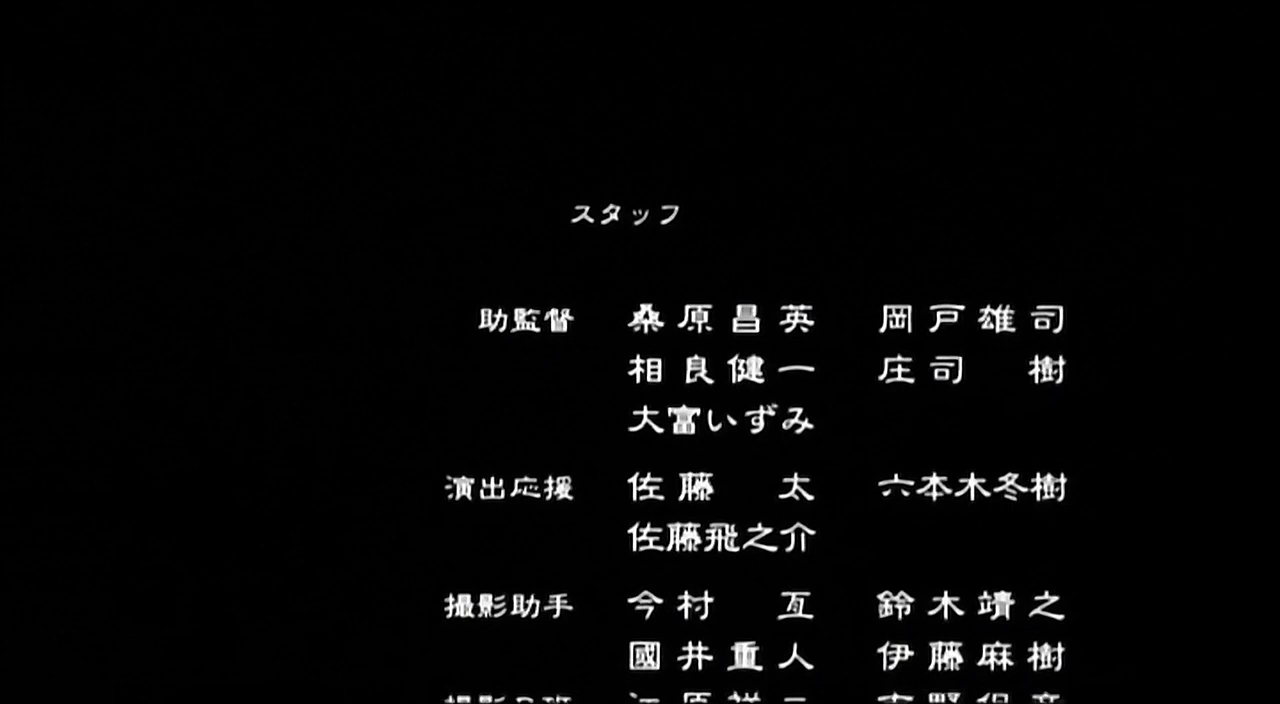 スタッフ
助監督 桑原昌英 岡戸雄司
相良健一 庄司 樹
大富いずみ
演出応援 佐藤 太 六本木冬樹
佐藤飛之介
撮影助手 今村 亙 鈴木靖之
國井重人 伊藤麻樹